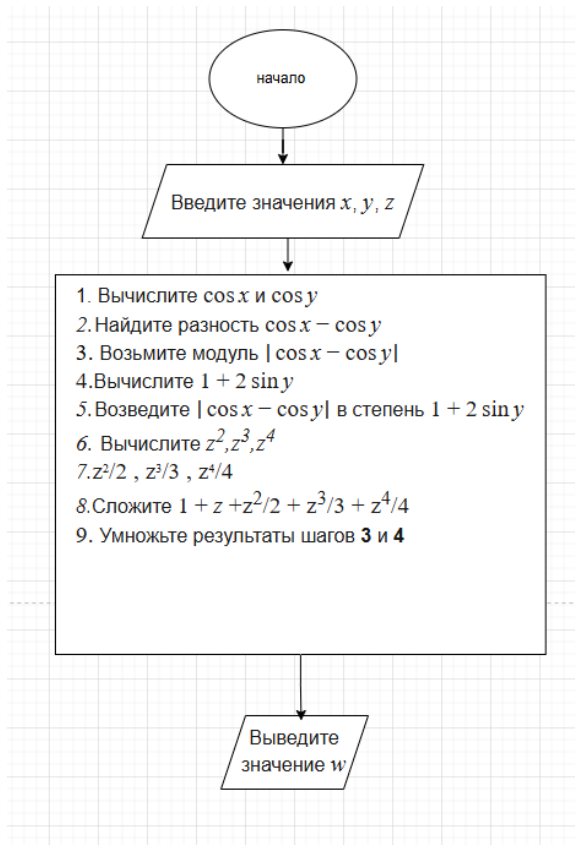 начало
Введите значения x, y, z
1. Вычислите cos x и cos y
2.Найдите разность cos x − cos y
3. Возьмите модуль | cos x − cos y|
4.Вычислите 1 + 2 sin y
5.Возведите | cos x − cos y| в степень 1 + 2 sin y
6. Вычислите z²,z³,z⁴
7.z²/2 , z³/3 , z⁴/4
8.Сложите 1 + z +z²/2 + z³/3 + z⁴/4
9. Умножьте результаты шагов 3 и 4
Выведите
значение w